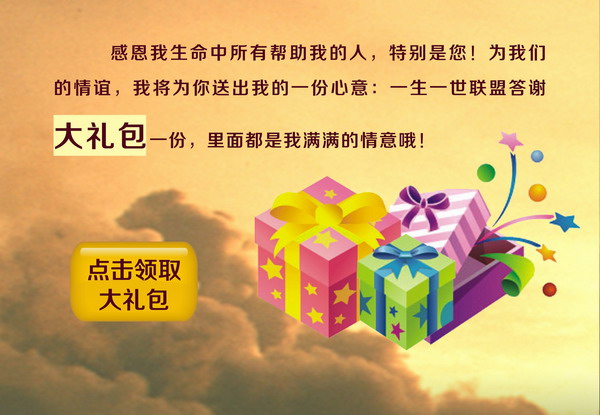 感恩我生命中所有帮助我的人，特别是您！为我们
的情谊，我将为你送出我的一份心意：一生一世联盟答谢
大礼包一份，里面都是我满满的情意哦！
点击领取
大礼包